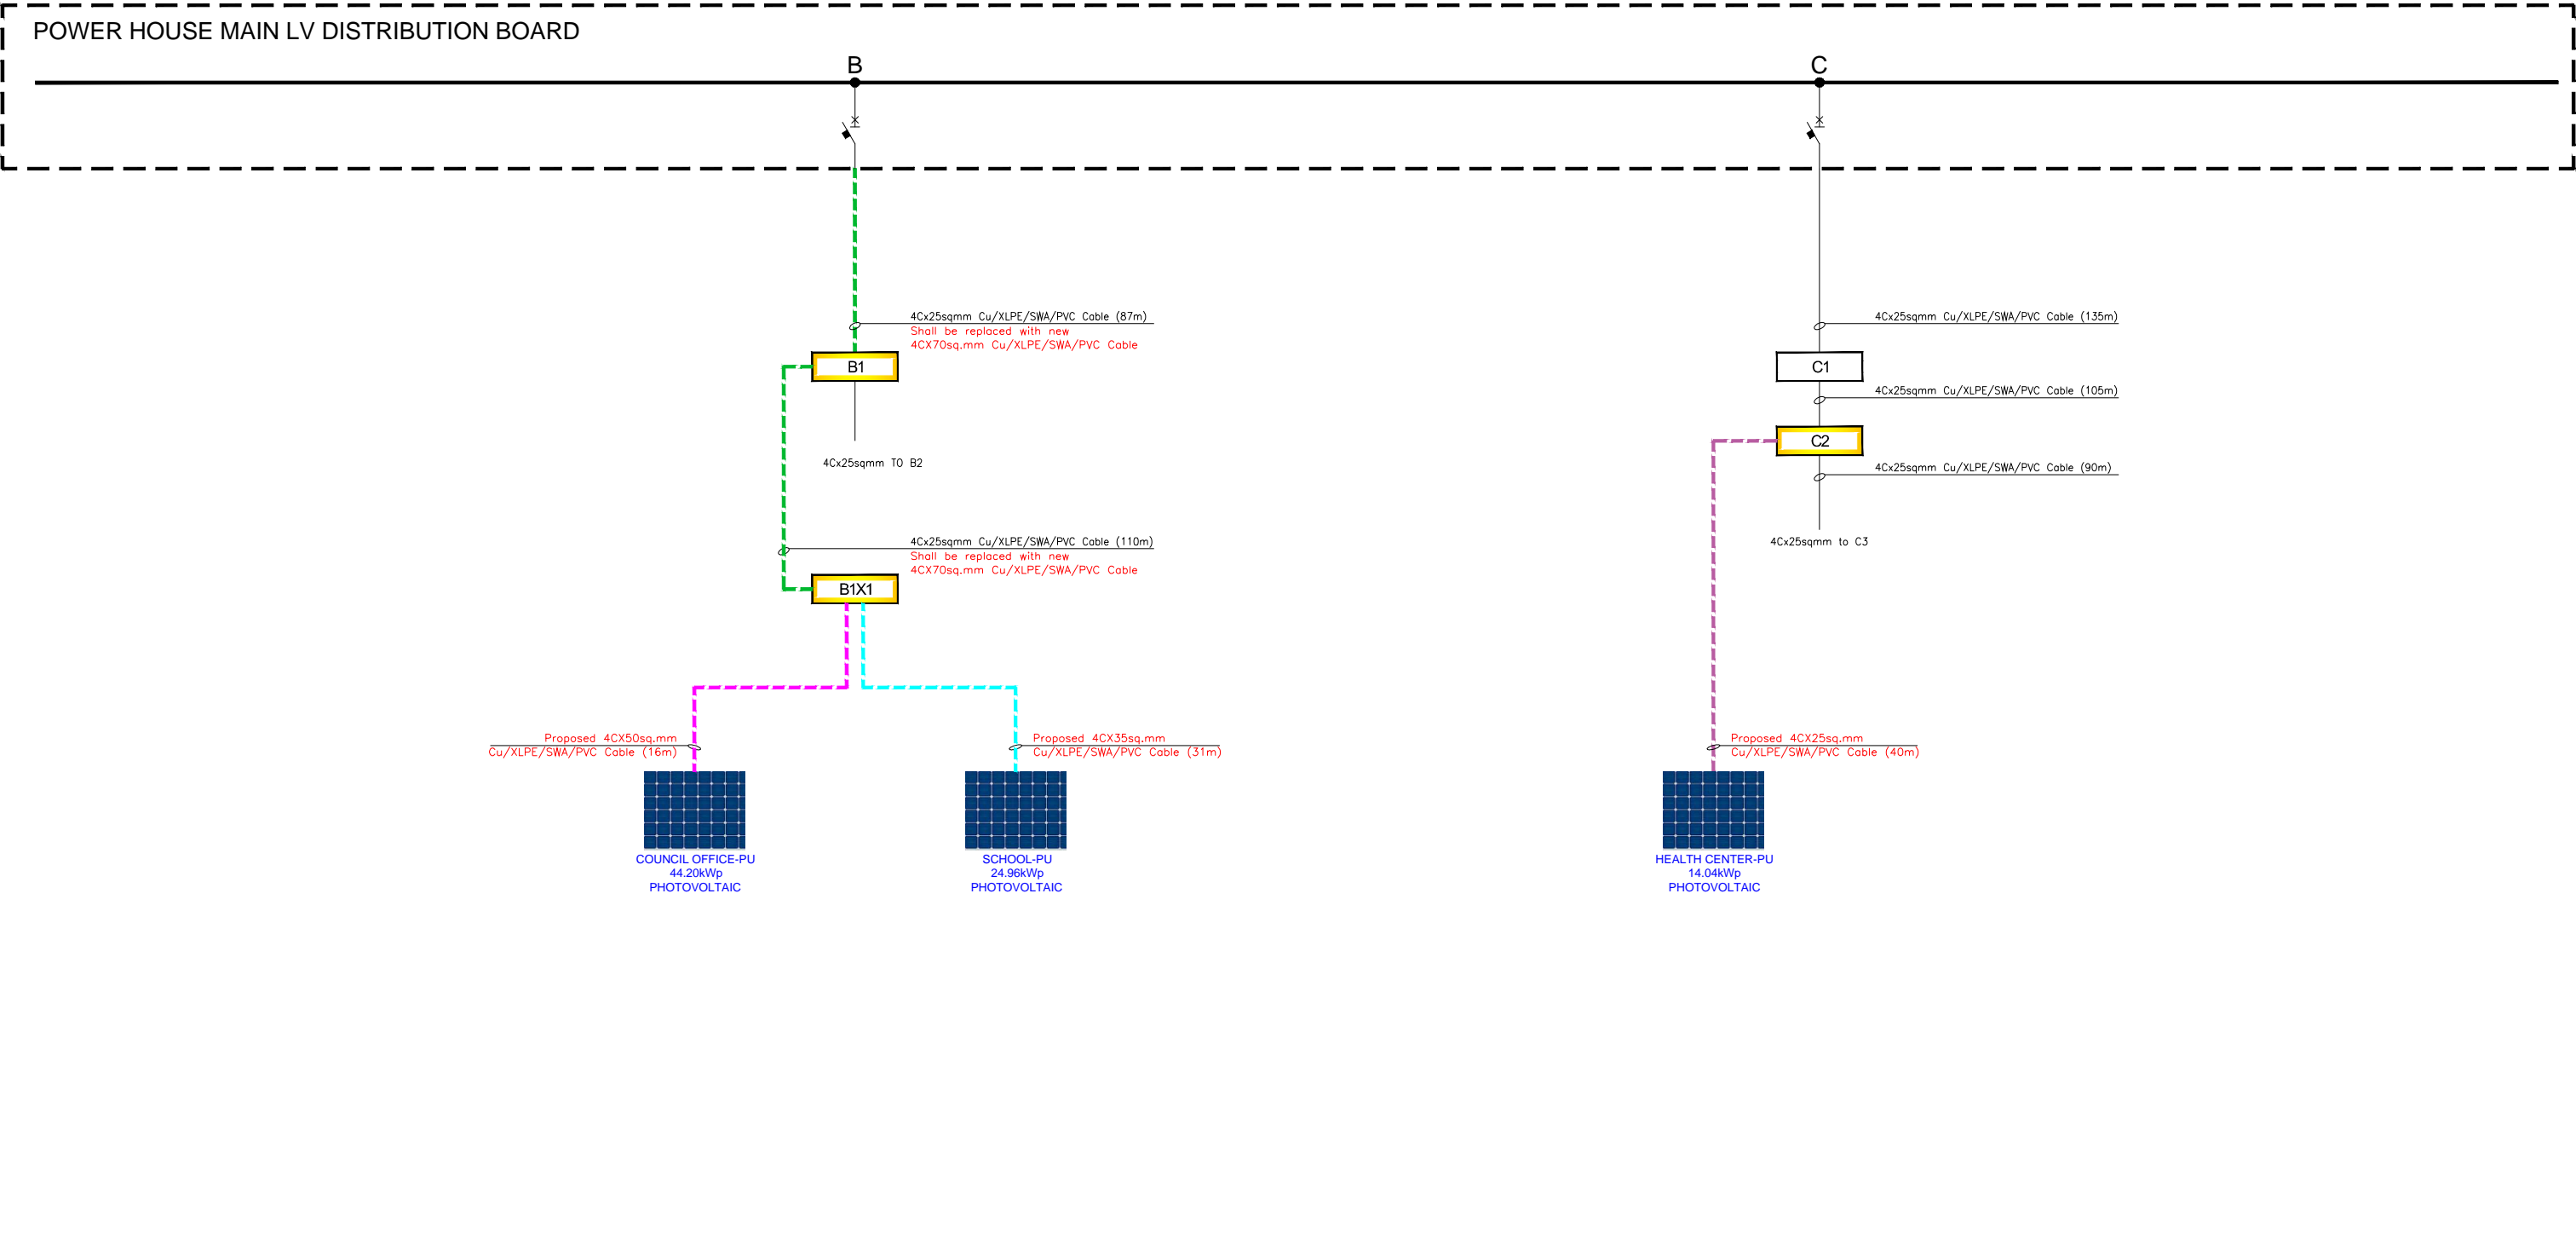 POWER HOUSE MAIN LV DISTRIBUTION BOARD
B
C
4Cx25sqmm Cu/XLPE/SWA/PVC Cable (87m)
Shall be replaced with new
4CX70sq.mm Cu/XLPE/SWA/PVC Cable
B1
4Cx25sqmm TO B2
4Cx25sqmm Cu/XLPE/SWA/PVC Cable (110m)
Shall be replaced with new
4CX70sq.mm Cu/XLPE/SWA/PVC Cable
B1X1
Proposed 4CX50sq.mm
Cu/XLPE/SWA/PVC Cable (16m)
Proposed 4CX35sq.mm
Cu/XLPE/SWA/PVC Cable (31m)
COUNCIL OFFICE-PU
44.20kWp
PHOTOVOLTAIC
SCHOOL-PU
24.96kWp
PHOTOVOLTAIC
4Cx25sqmm Cu/XLPE/SWA/PVC Cable (135m)
C1
4Cx25sqmm Cu/XLPE/SWA/PVC Cable (105m)
C2
4Cx25sqmm Cu/XLPE/SWA/PVC Cable (90m)
4Cx25sqmm to C3
Proposed 4CX25sq.mm
Cu/XLPE/SWA/PVC Cable (40m)
HEALTH CENTER-PU
14.04kWp
PHOTOVOLTAIC